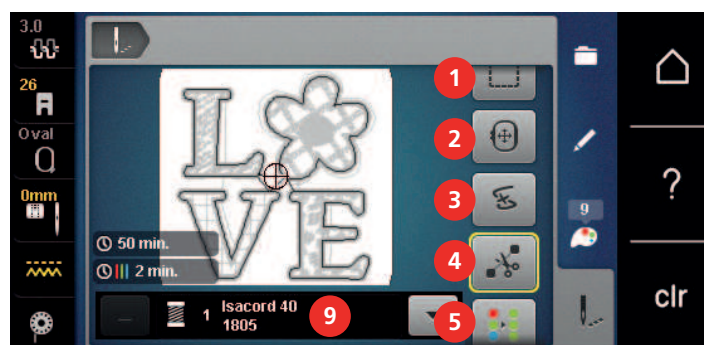 3.0
26
Oval
0mm
LOVE
50 min.
2 min.
1 Isacord 40
1805
9
1
2
3
4
5
9
?
clr